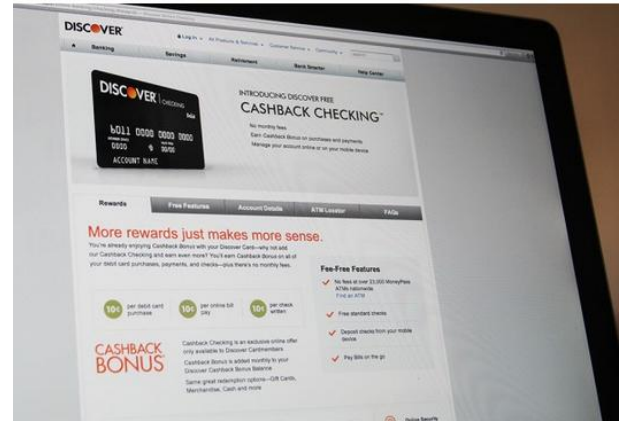 DISCOVER
Log In All Products & Services Customer Service Community
Banking Savings Retirement Bank Smarter Help Center
DISCOVER CHECKING
Debit
6011 0000 0000 0000
0000 00/00
ACCOUNT NAME
INTRODUCING DISCOVER FREE
CASHBACK CHECKING
No monthly fees
Earn Cashback Bonus on purchases and payments
Manage your account online or on your mobile device
Rewards Free Features Account Details ATM Locator FAQs
More rewards just makes more sense.
You're already enjoying Cashback Bonus with your Discover Card—why not add
our Cashback Checking and earn even more? You'll earn Cashback Bonus on all of
your debit card purchases, payments, and checks—plus there's no monthly fees.
10¢ per debit card
purchase
10¢ per online bill
pay
10¢ per check
written
CASHBACK
BONUS
Cashback Checking is an exclusive online offer
only available to Discover Cardmembers
Cashback Bonus is added monthly to your
Discover Cashback Bonus Balance
Same great redemption options—Gift Cards,
Merchandise, Cash and more
Fee-Free Features
No fees at over 23,000 MoneyPass
ATMs nationwide
Find an ATM
Free standard checks
Deposit checks from your mobile
device
Pay Bills on the go
Online Security